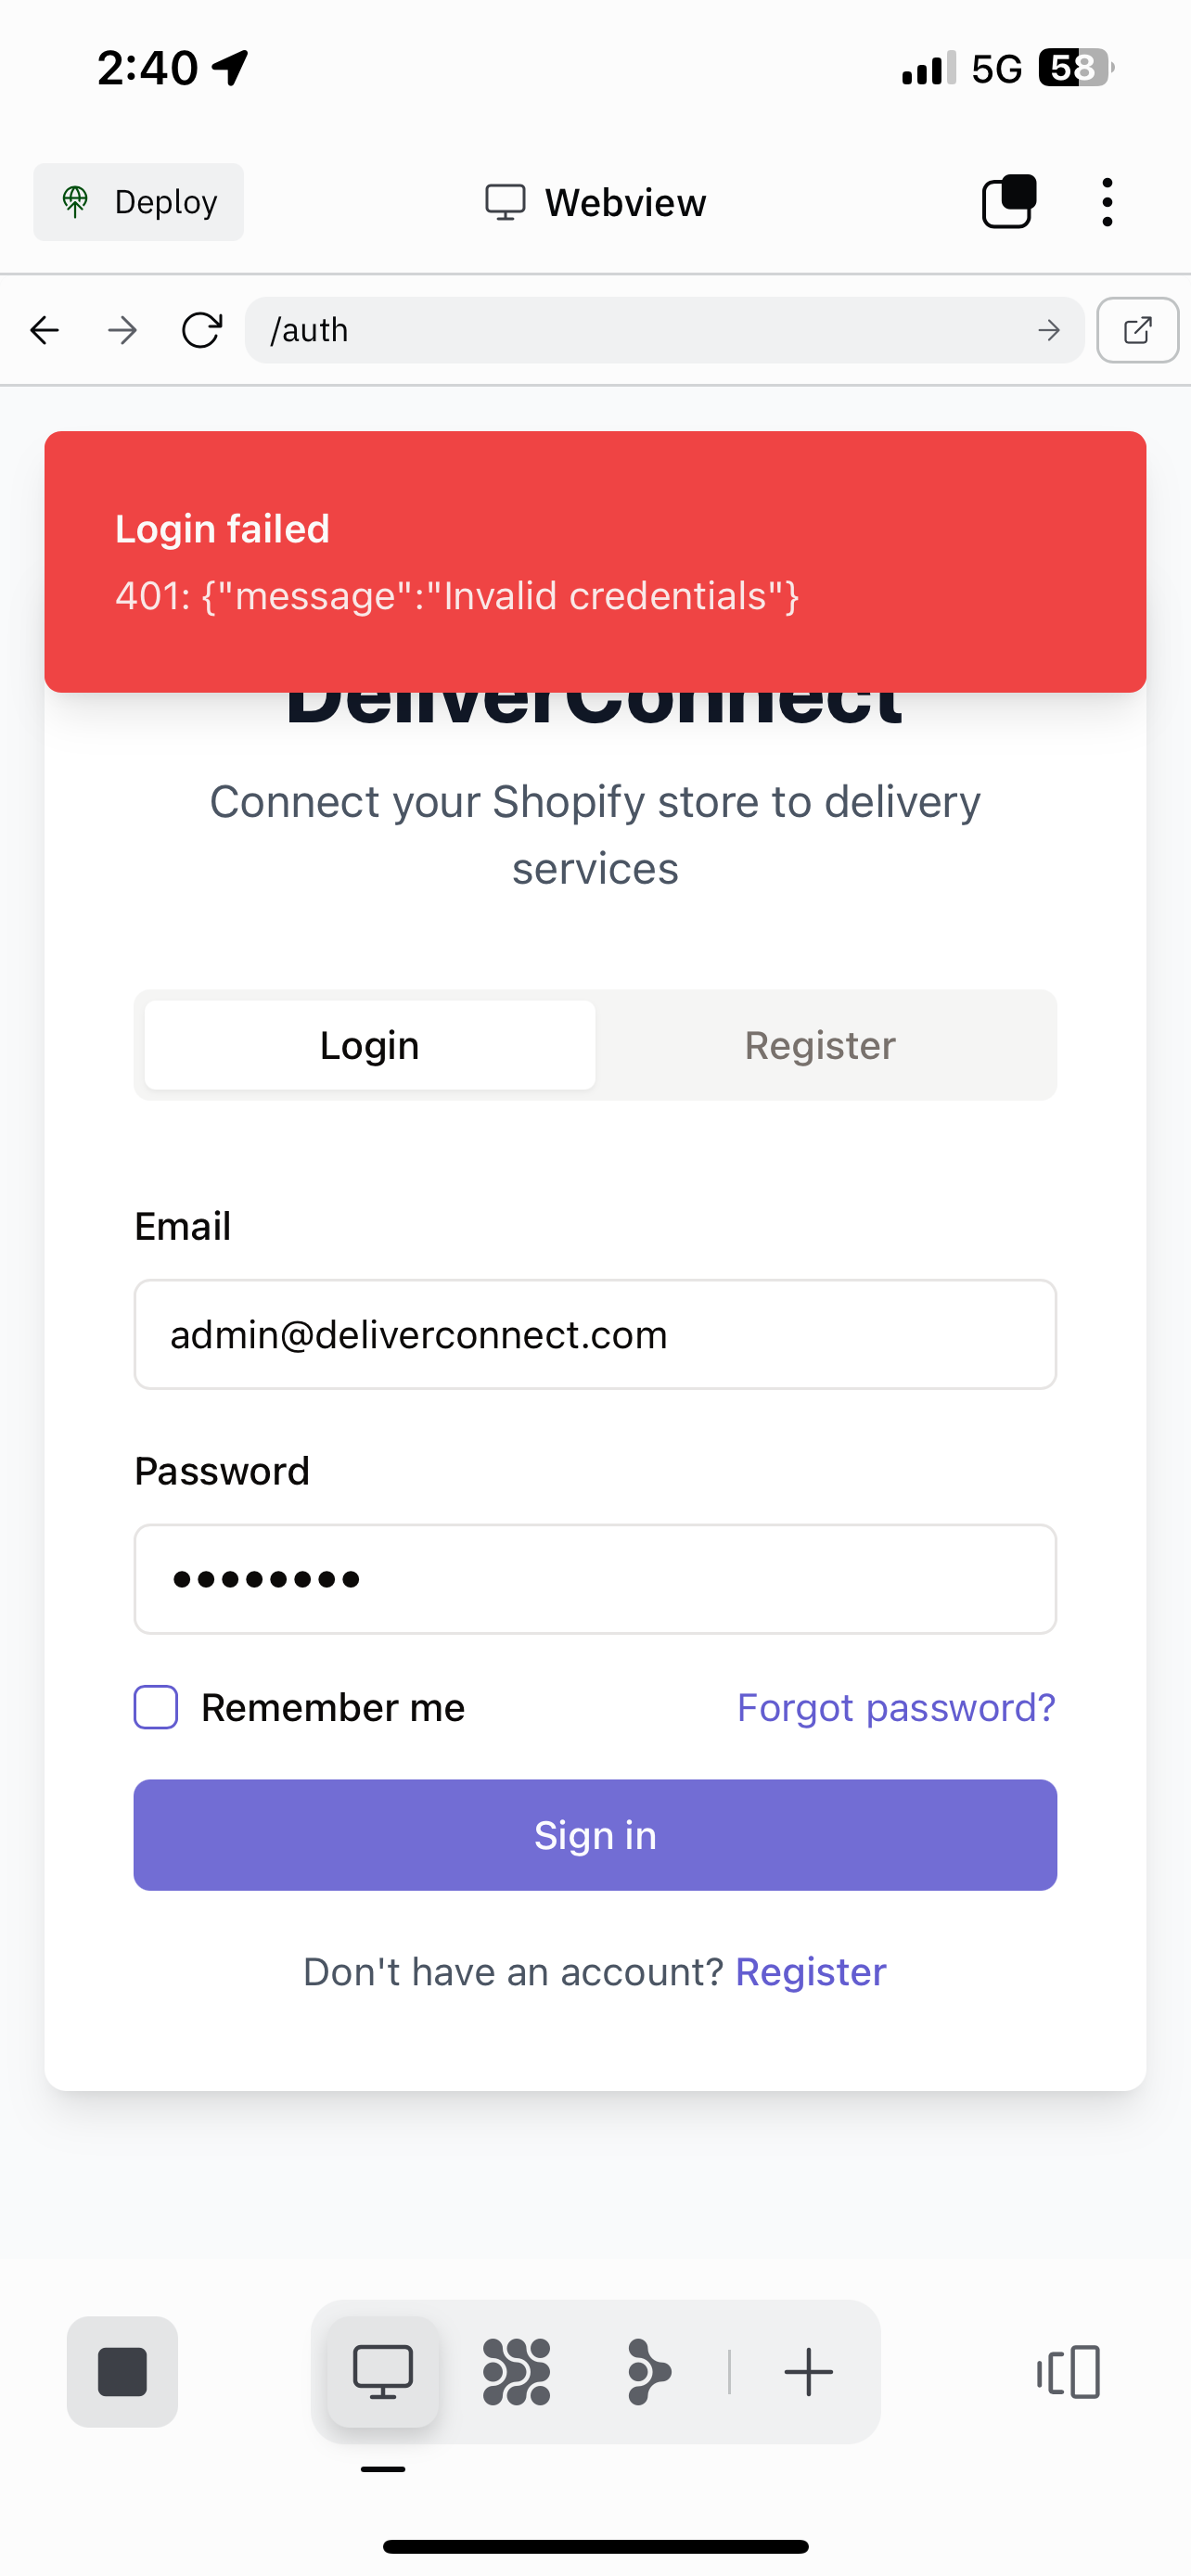 2:40 5G 58
Deploy Webview
/auth
Login failed
401: {"message":"Invalid credentials"}
DeliverConnect
Connect your Shopify store to delivery
services
Login Register
Email
admin@deliverconnect.com
Password
••••••••
Remember me Forgot password?
Sign in
Don't have an account? Register